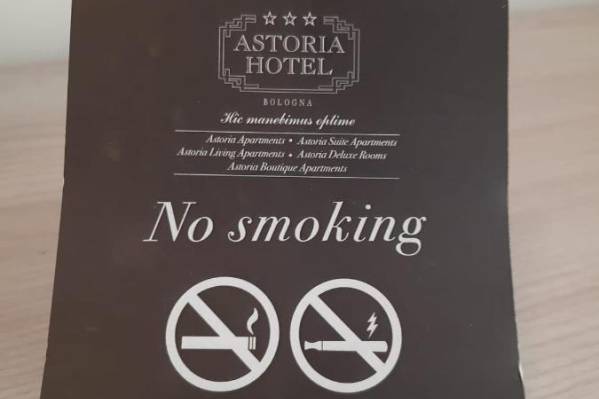 ASTORIA
HOTEL
BOLOGNA
Hic manebimus optime
Astoria Apartments • Astoria Suite Apartments
Astoria Living Apartments • Astoria Deluxe Rooms
Astoria Boutique Apartments
No smoking